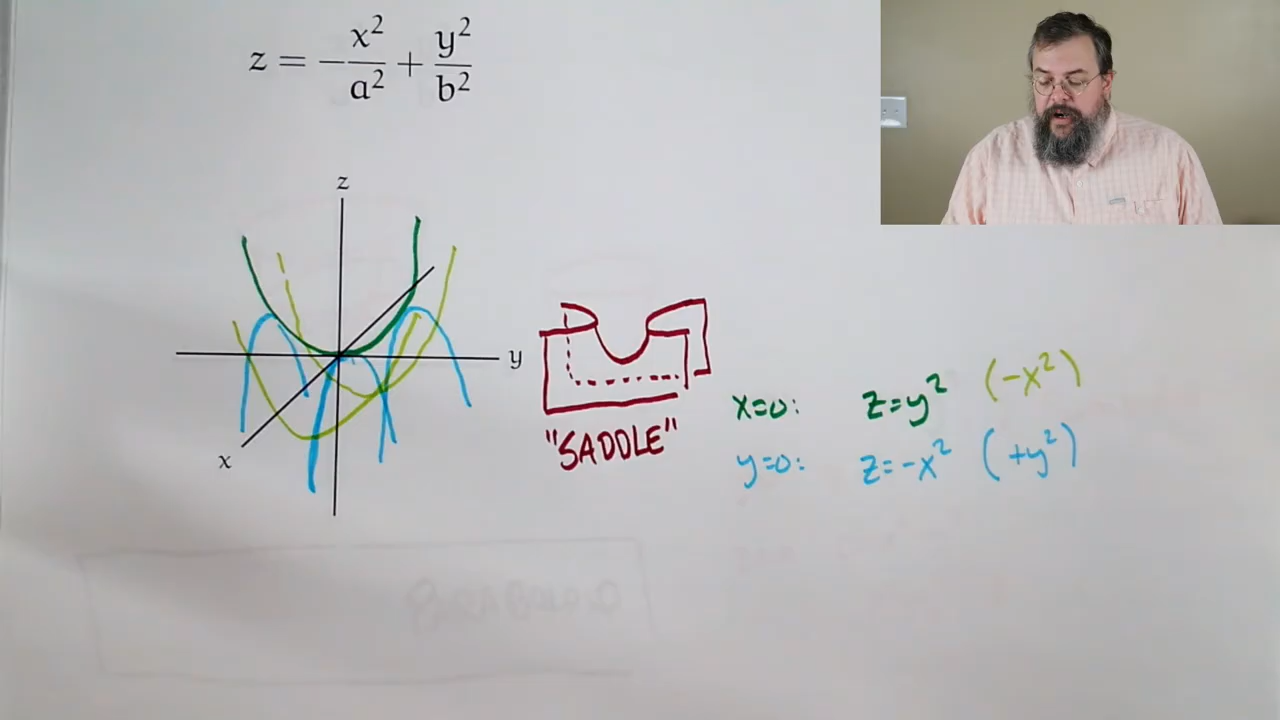 z = −x²/a² + y²/b²
z
y
x
"SADDLE"
x=0: z=y² (-x²)
y=0: z=-x² (+y²)